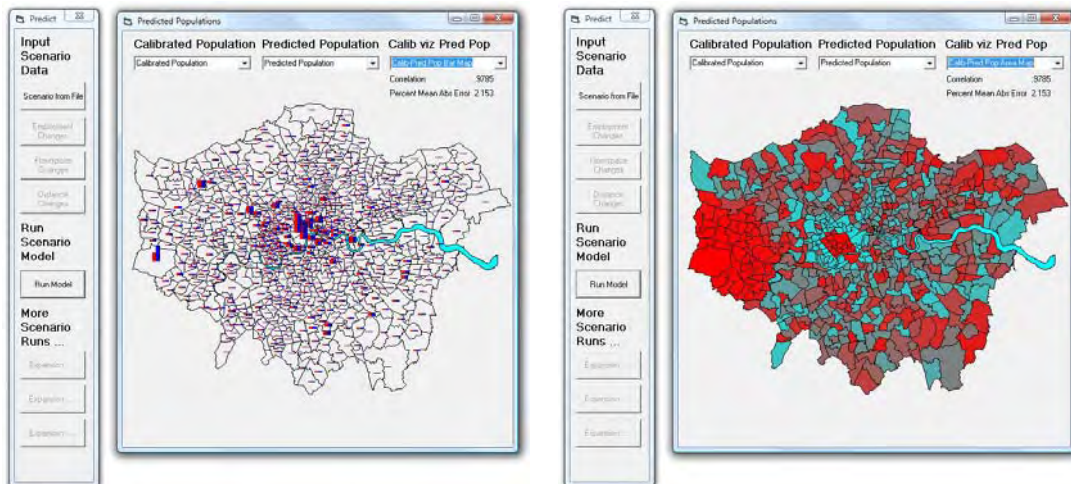 Predict
Input
Scenario
Data
Scenario from File
Employment
Changes
Floorspace
Changes
Distance
Changes
Run
Scenario
Model
Run Model
More
Scenario
Runs ...
Expansion ...
Expansion ...
Expansion ...
Predicted Populations
Calibrated Population Predicted Population Calib viz Pred Pop
Calibrated Population Predicted Population Calib-Pred Pop Bar Map
Correlation .9785
Percent Mean Abs Error 2.153
Predict
Input
Scenario
Data
Scenario from File
Employment
Changes
Floorspace
Changes
Distance
Changes
Run
Scenario
Model
Run Model
More
Scenario
Runs ...
Expansion ...
Expansion ...
Expansion ...
Predicted Populations
Calibrated Population Predicted Population Calib viz Pred Pop
Calibrated Population Predicted Population Calib-Pred Pop Area Map
Correlation .9785
Percent Mean Abs Error 2.153